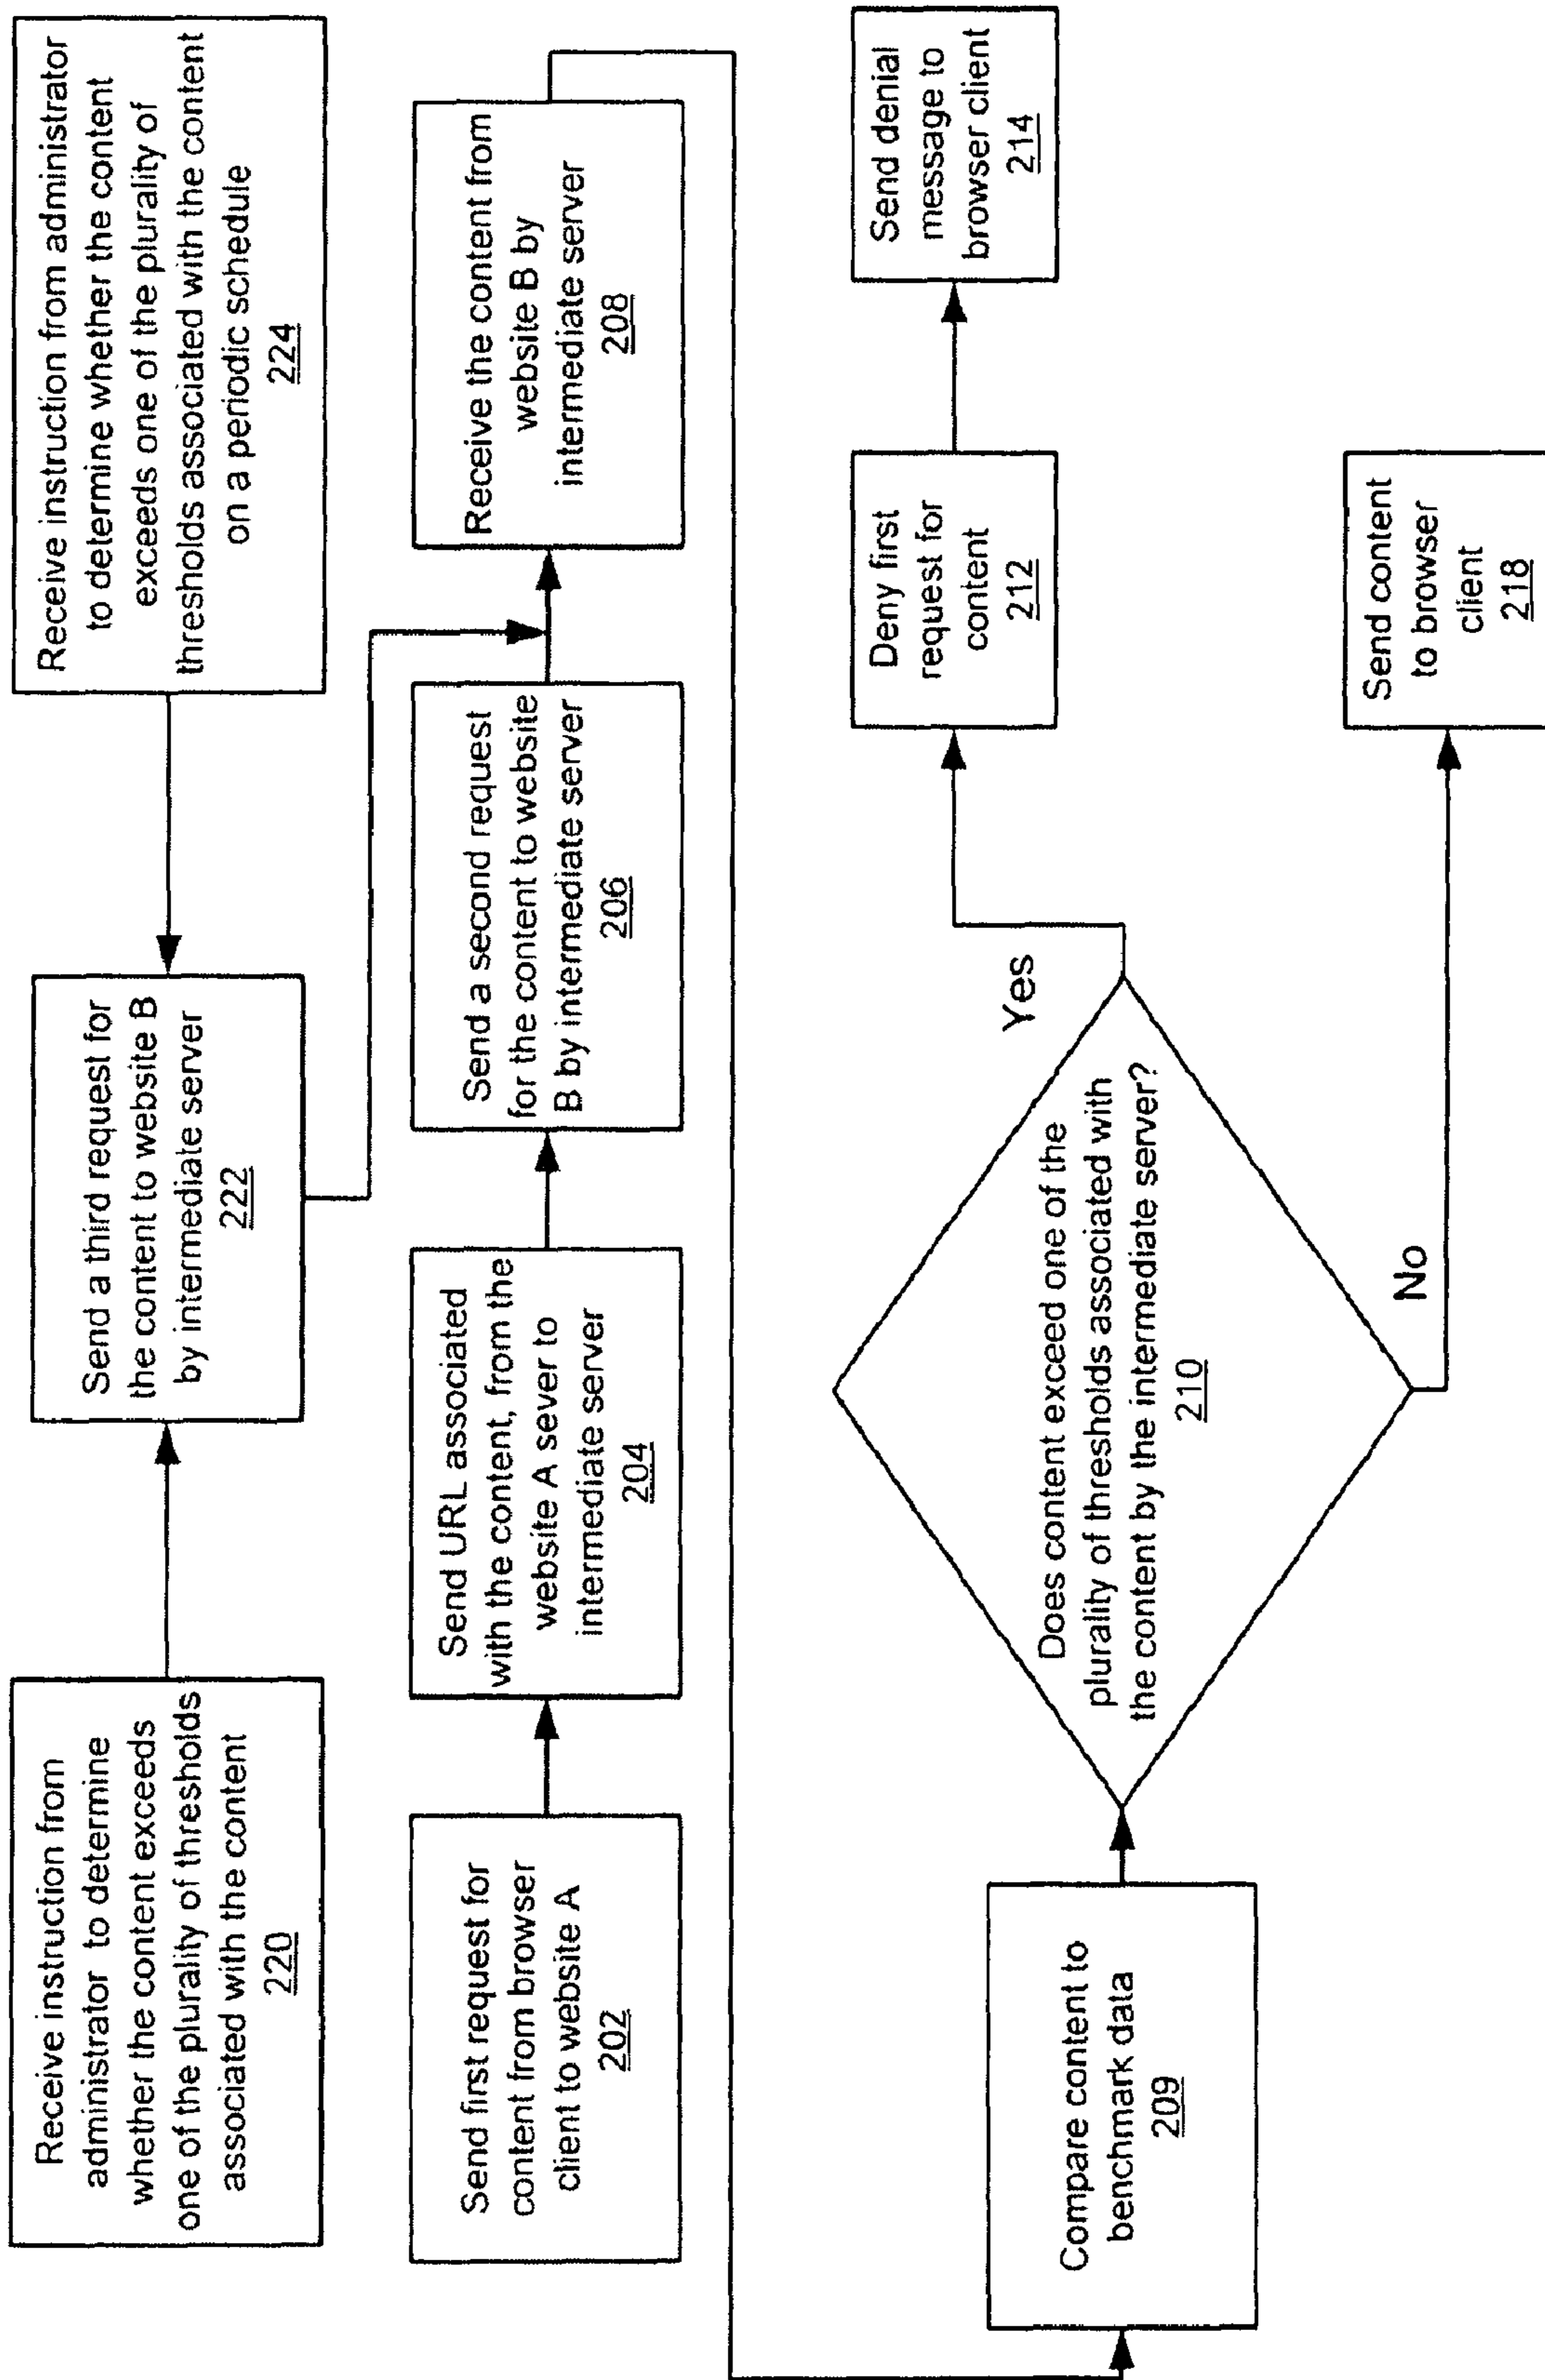 Receive instruction from
administrator to determine
whether the content exceeds
one of the plurality of thresholds
associated with the content
220
Send a third request for
the content to website B
by intermediate server
222
Receive instruction from administrator
to determine whether the content
exceeds one of the plurality of
thresholds associated with the content
on a periodic schedule
224
Send first request for
content from browser
client to website A
202
Send URL associated
with the content, from the
website A sever to
intermediate server
204
Send a second request
for the content to website
B by intermediate server
206
Receive the content from
website B by
intermediate server
208
Compare content to
benchmark data
209
Does content exceed one of the
plurality of thresholds associated with
the content by the intermediate server?
210
Yes
No
Deny first
request for
content
212
Send denial
message to
browser client
214
Send content
to browser
client
218